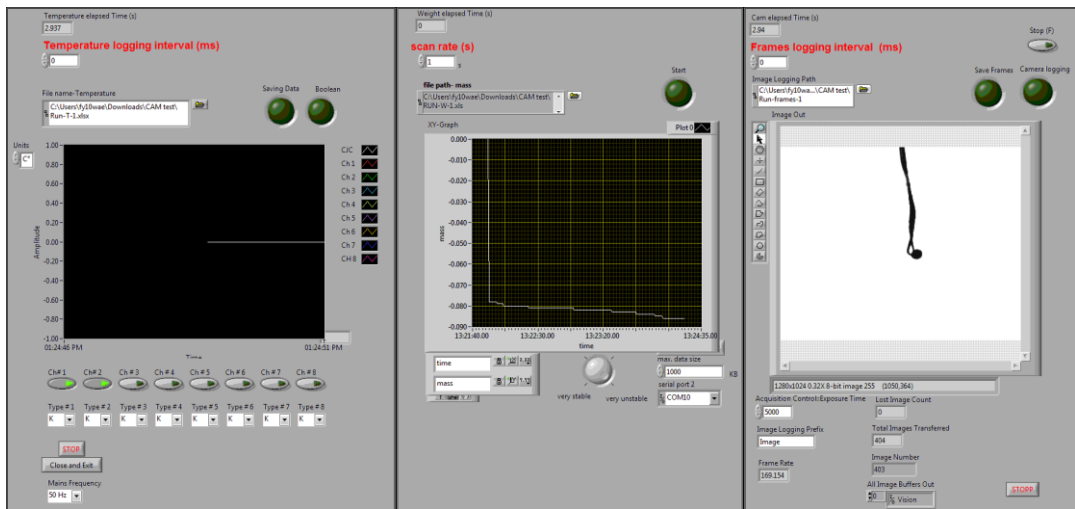 Temperature elapsed Time (s)
2.937
Temperature logging interval (ms)
0
File name-Temperature
C:\Users\fy10wae\Downloads\CAM test\
Run-T-1.xlsx
Saving Data
Boolean
Units
C°
1.00
0.80
0.60
0.40
0.20
0.00
-0.20
-0.40
-0.60
-0.80
-1.00
Amplitude
01:24:46 PM
01:24:51 PM
Time
CJC
Ch 1
Ch 2
Ch 3
Ch 4
Ch 5
Ch 6
Ch 7
CH 8
Ch# 1
Ch# 2
Ch# 3
Ch# 4
Ch# 5
Ch# 6
Ch# 7
Ch# 8
Type # 1
Type # 2
Type # 3
Type # 4
Type # 5
Type # 6
Type # 7
Type # 8
K
K
K
K
K
K
K
K
STOP
Close and Exit
Mains Frequency
50 Hz
Weight elapsed Time (s)
0
scan rate (s)
1
s
Start
file path- mass
C:\Users\fy10wae\Downloads\CAM test\
RUN-W-1.xls
XY-Graph
Plot 0
0.000
-0.010
-0.020
-0.030
-0.040
-0.050
-0.060
-0.070
-0.080
-0.090
mass
13:21:40.00
13:22:30.00
13:23:20.00
13:24:35.00
time
time
mass
very stable
very unstable
max. data size
1000
KB
serial port 2
COM10
Cam elapsed Time (s)
2.94
Stop (F)
Frames logging interval (ms)
0
Save Frames
Camera logging
Image Logging Path
C:\Users\fy10wa...\CAM test\
Run-frames-1
Image Out
1280x1024 0.32X 8-bit image 255 (1050,364)
Acquisition Control::Exposure Time
5000
Lost Image Count
0
Image Logging Prefix
Image
Total Images Transferred
404
Frame Rate
169.154
Image Number
403
All Image Buffers Out
0
Vision
STOPP